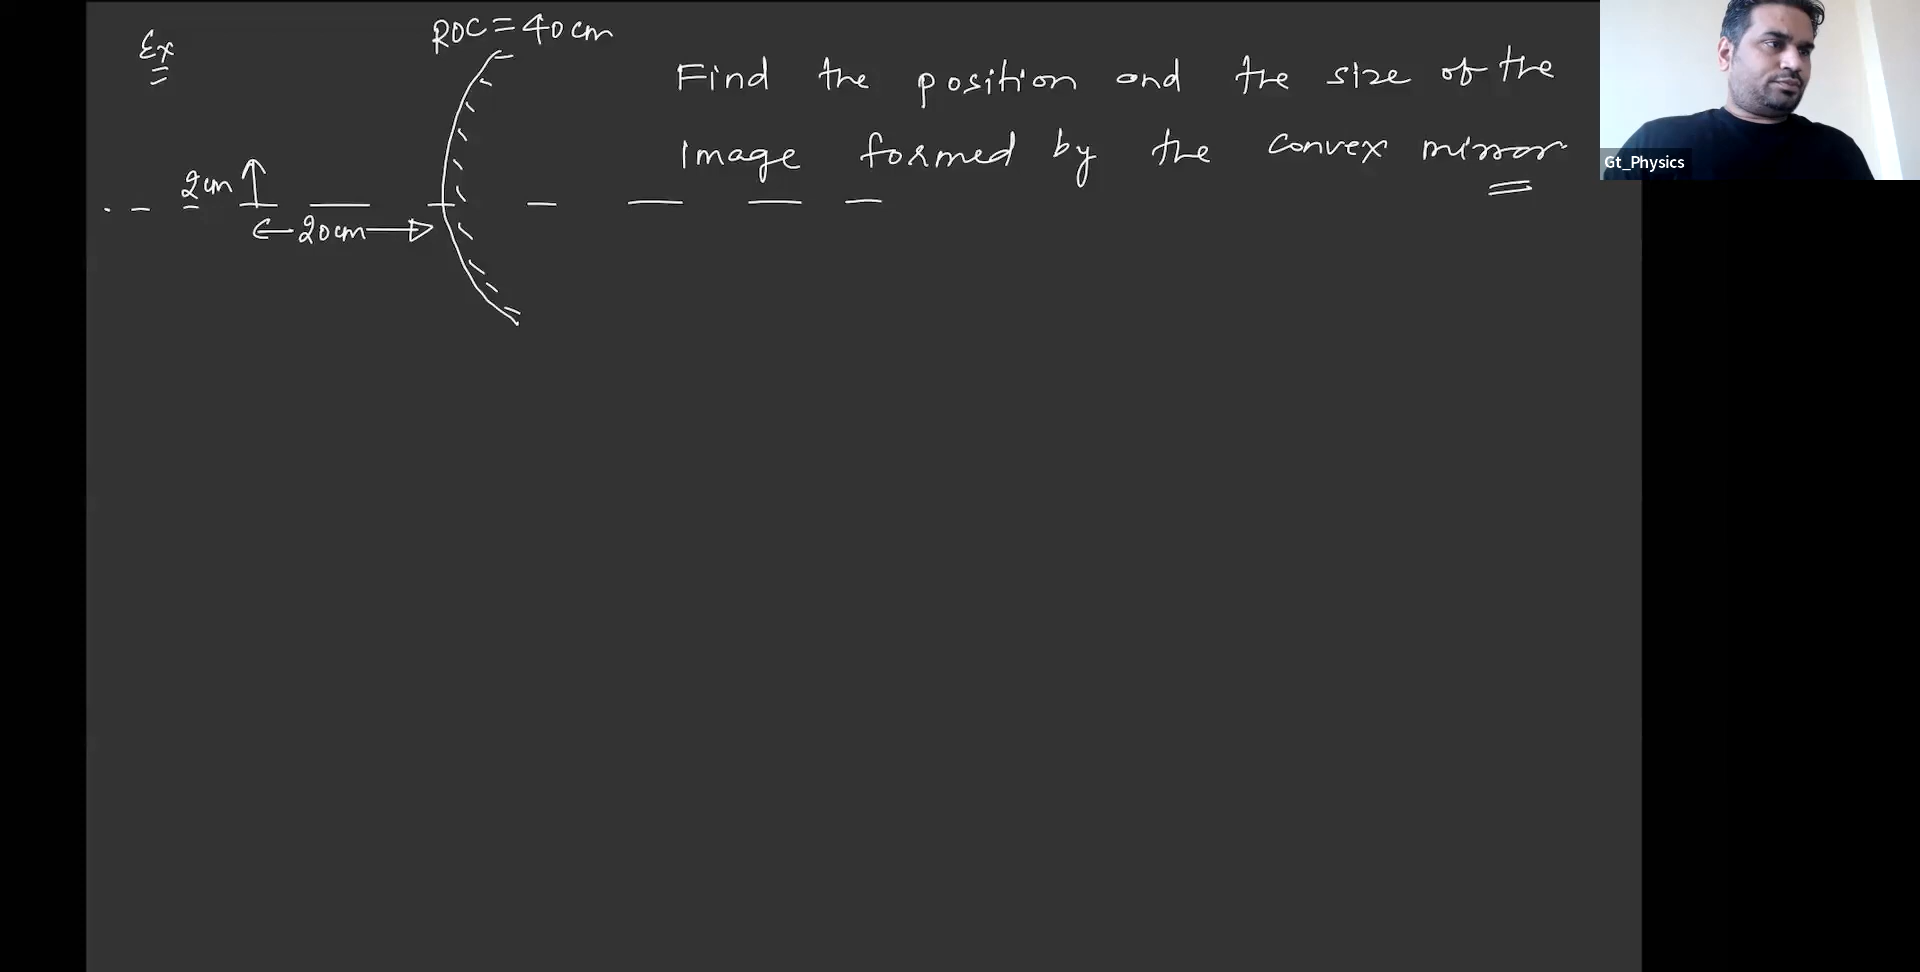 Ex
ROC = 40 cm
Find the position and the size of the
Image formed by the convex mirror
2cm
20cm
Gt_Physics